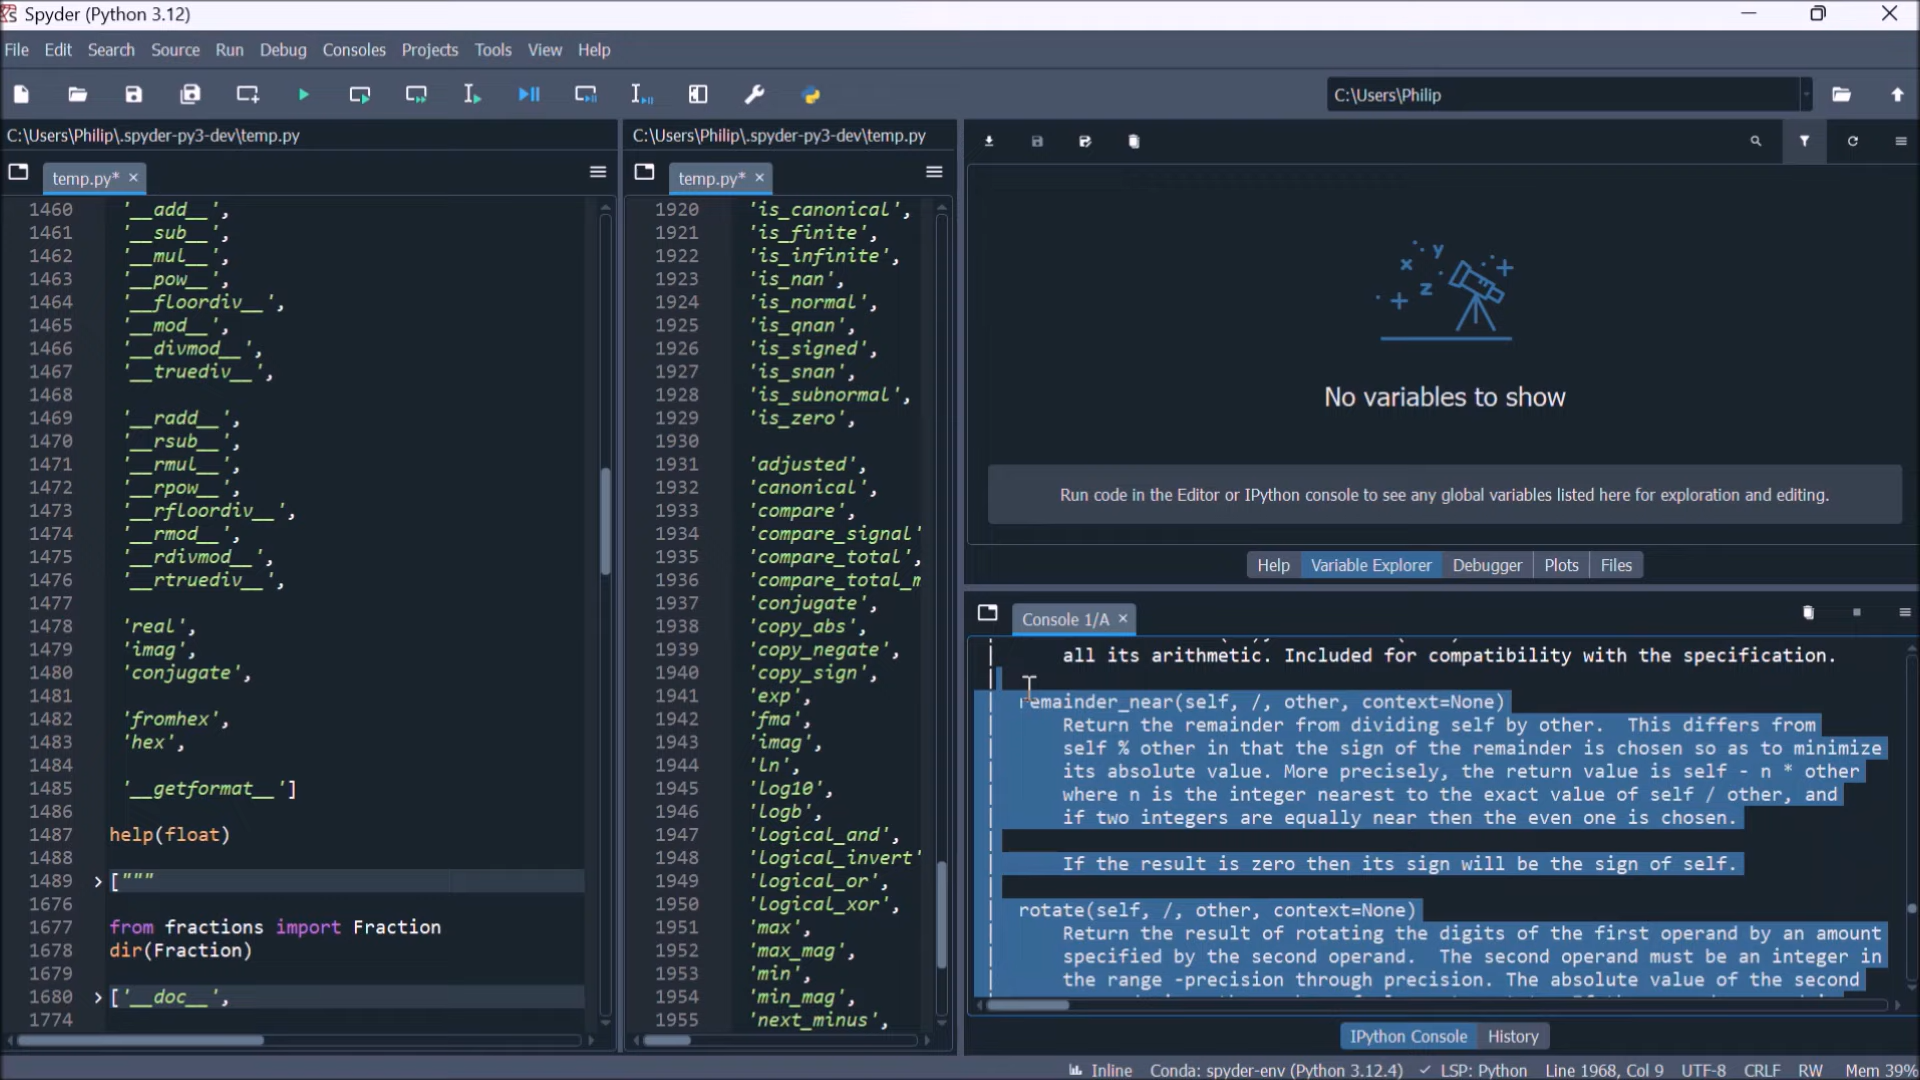 Spyder (Python 3.12)
File Edit Search Source Run Debug Consoles Projects Tools View Help
C:\Users\Philip
C:\Users\Philip\.spyder-py3-dev\temp.py
temp.py*
1460 '__add__',
1461 '__sub__',
1462 '__mul__',
1463 '__pow__',
1464 '__floordiv__',
1465 '__mod__',
1466 '__divmod__',
1467 '__truediv__',
1468
1469 '__radd__',
1470 '__rsub__',
1471 '__rmul__',
1472 '__rpow__',
1473 '__rfloordiv__',
1474 '__rmod__',
1475 '__rdivmod__',
1476 '__rtruediv__',
1477
1478 'real',
1479 'imag',
1480 'conjugate',
1481
1482 'fromhex',
1483 'hex',
1484
1485 '__getformat__']
1486
1487 help(float)
1488
1489 ["""
1676
1677 from fractions import Fraction
1678 dir(Fraction)
1679
1680 ['__doc__',
1774
C:\Users\Philip\.spyder-py3-dev\temp.py
temp.py*
1920 'is_canonical',
1921 'is_finite',
1922 'is_infinite',
1923 'is_nan',
1924 'is_normal',
1925 'is_qnan',
1926 'is_signed',
1927 'is_snan',
1928 'is_subnormal',
1929 'is_zero',
1930
1931 'adjusted',
1932 'canonical',
1933 'compare',
1934 'compare_signal'
1935 'compare_total',
1936 'compare_total_m
1937 'conjugate',
1938 'copy_abs',
1939 'copy_negate',
1940 'copy_sign',
1941 'exp',
1942 'fma',
1943 'imag',
1944 'ln',
1945 'log10',
1946 'logb',
1947 'logical_and',
1948 'logical_invert'
1949 'logical_or',
1950 'logical_xor',
1951 'max',
1952 'max_mag',
1953 'min',
1954 'min_mag',
1955 'next_minus',
x y z
No variables to show
Run code in the Editor or IPython console to see any global variables listed here for exploration and editing.
Help Variable Explorer Debugger Plots Files
Console 1/A
| all its arithmetic. Included for compatibility with the specification.
|
| remainder_near(self, /, other, context=None)
| Return the remainder from dividing self by other. This differs from
| self % other in that the sign of the remainder is chosen so as to minimize
| its absolute value. More precisely, the return value is self - n * other
| where n is the integer nearest to the exact value of self / other, and
| if two integers are equally near then the even one is chosen.
|
| If the result is zero then its sign will be the sign of self.
|
| rotate(self, /, other, context=None)
| Return the result of rotating the digits of the first operand by an amount
| specified by the second operand. The second operand must be an integer in
| the range -precision through precision. The absolute value of the second
IPython Console History
Inline Conda: spyder-env (Python 3.12.4) LSP: Python Line 1968, Col 9 UTF-8 CRLF RW Mem 39%